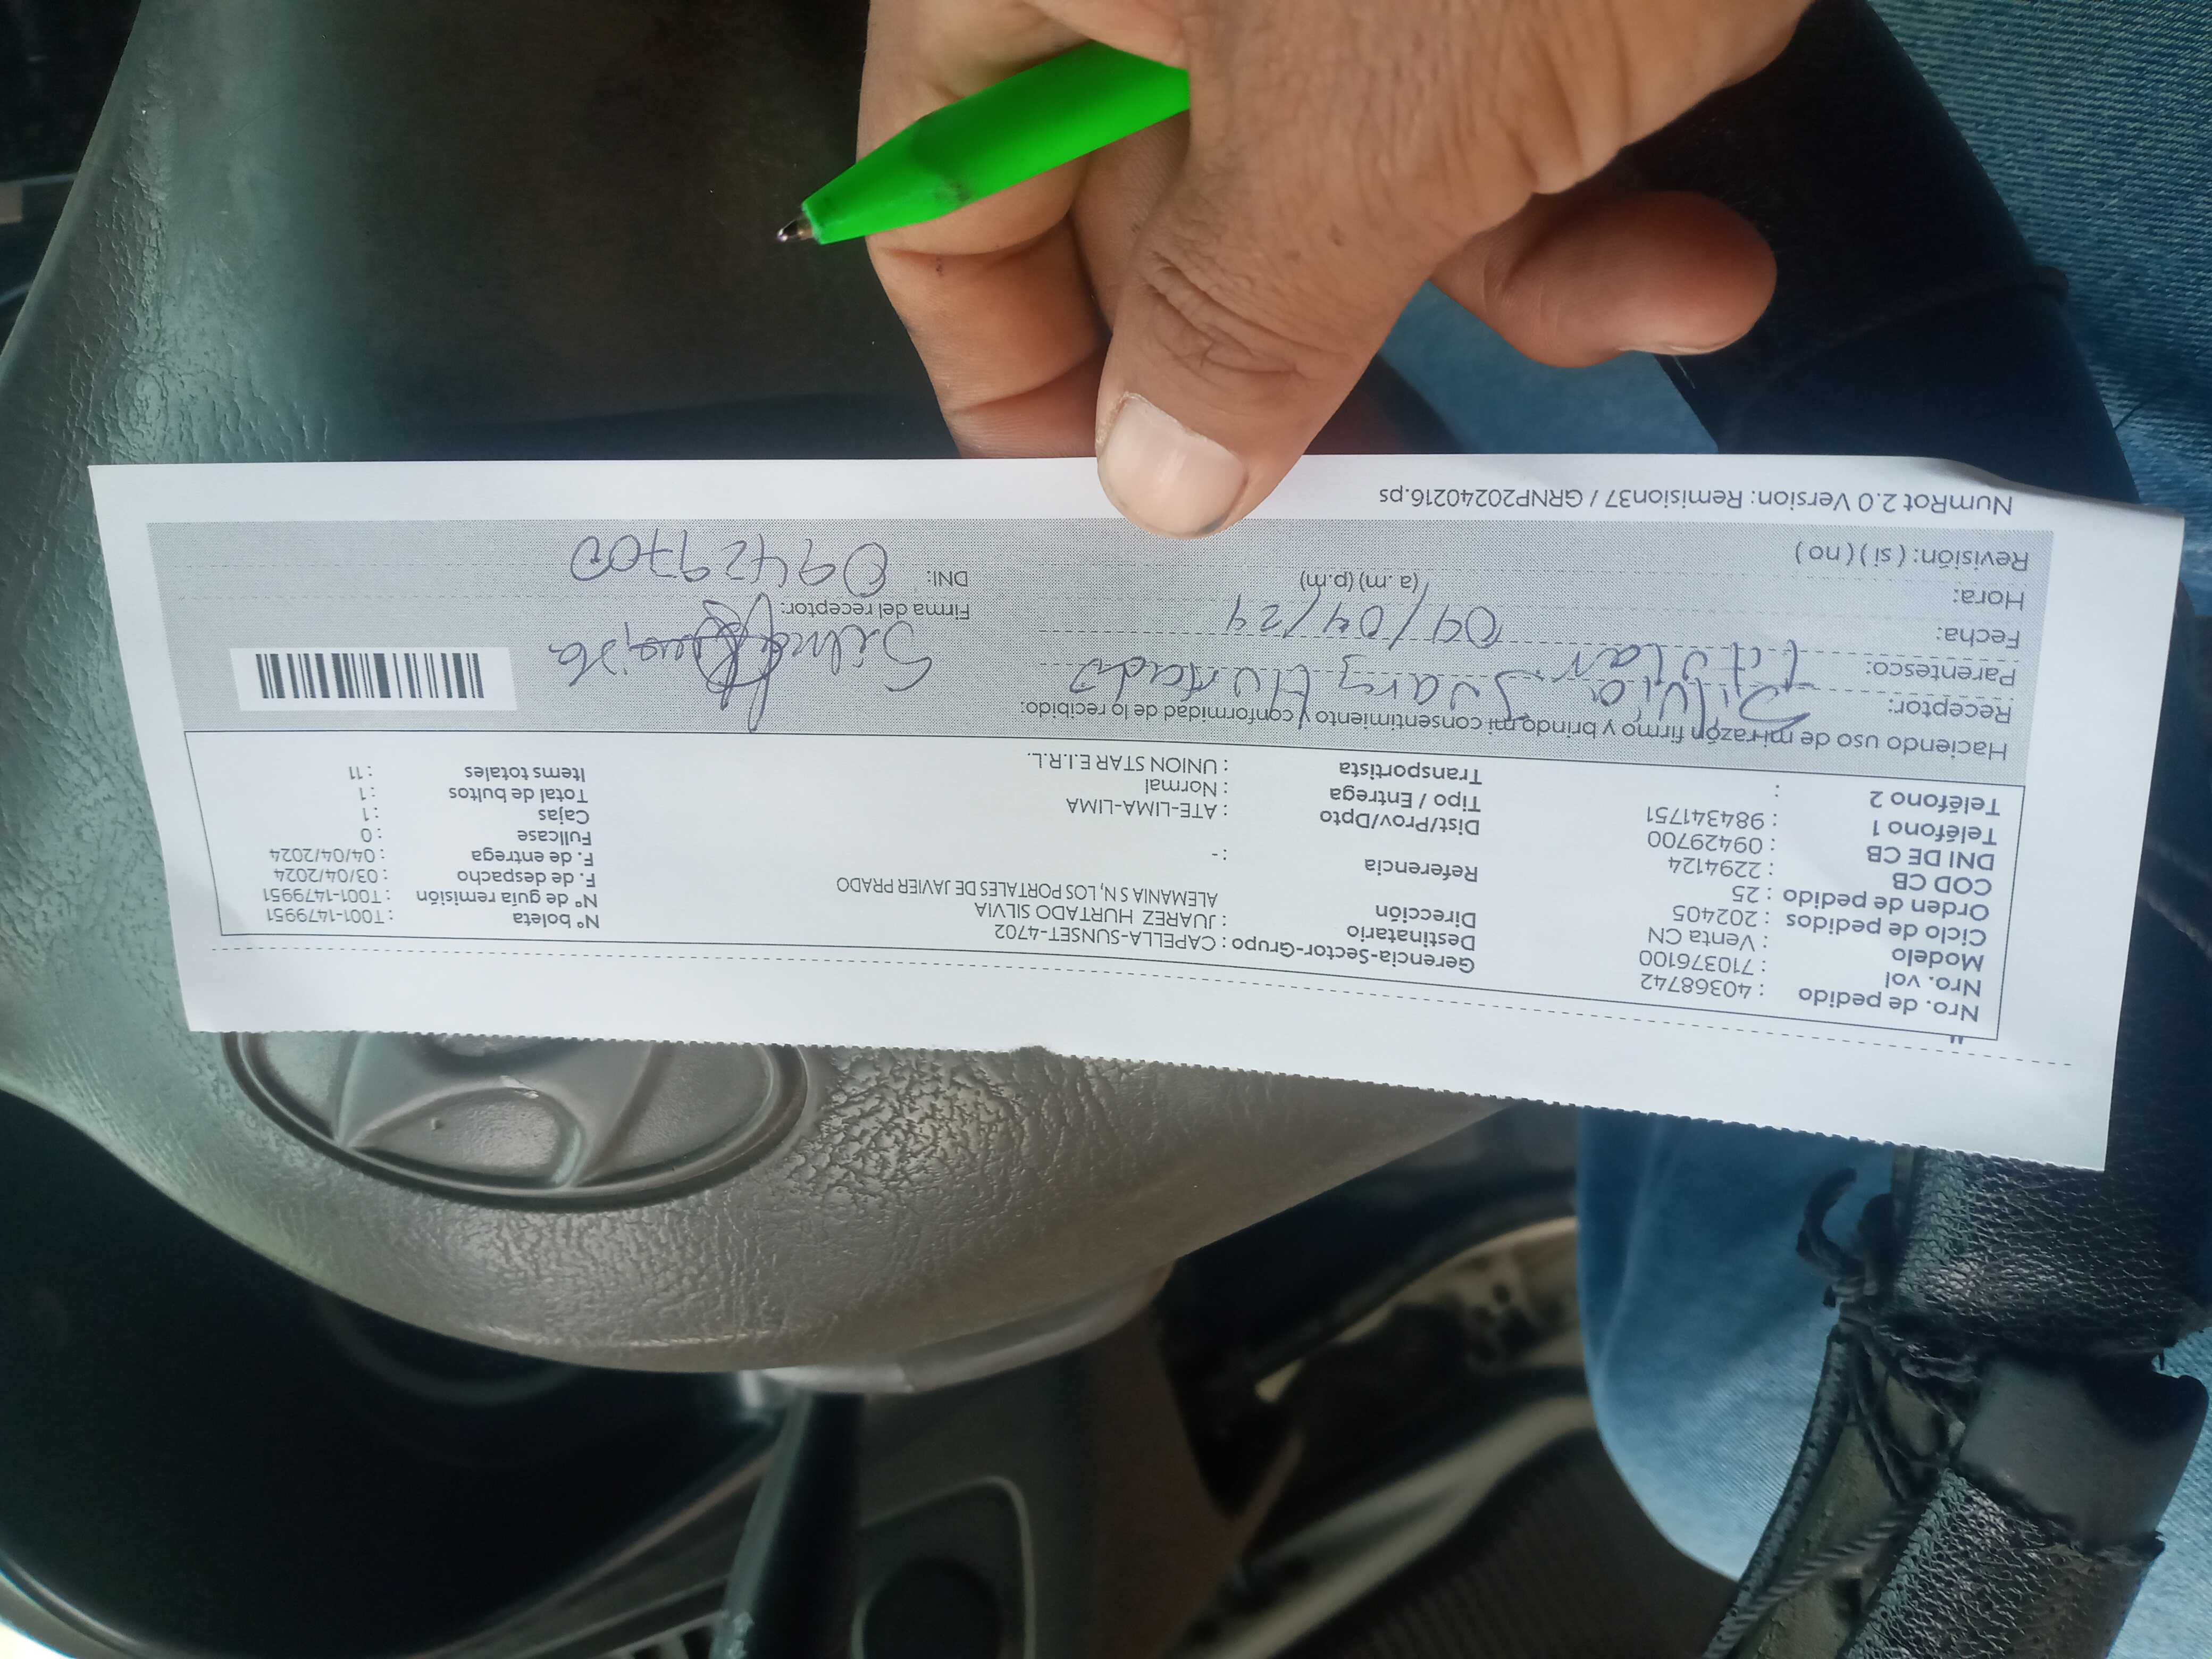 Nro. de pedido : 40368742
Nro. vol : 710376100
Modelo : Venta CN
Ciclo de pedidos : 202405
Orden de pedido : 25
COD CB : 2294124
DNI DE CB : 09429700
Teléfono 1 : 984341751
Teléfono 2 :
Gerencia-Sector-Grupo : CAPELLA-SUNSET-4702
Destinatario : JUAREZ HURTADO SILVIA
Dirección ALEMANIA S N, LOS PORTALES DE JAVIER PRADO
Referencia : -
Dist/Prov/Dpto : ATE-LIMA-LIMA
Tipo / Entrega : Normal
Transportista : UNION STAR E.I.R.L.
N° boleta : T001-1479951
N° de guía remisión : T001-1479951
F. de despacho : 03/04/2024
F. de entrega : 04/04/2024
Fullcase : 0
Cajas : 1
Total de bultos : 1
Items totales : 11
Haciendo uso de mi razón firmo y brindo mi consentimiento y conformidad de lo recibido:
Receptor: Silvia Juarez Hurtado
Parentesco: titular
Fecha: 04/04/24
Hora: (a. m) (p.m)
Revisión: ( si ) ( no )
Firma del receptor:
DNI: 09429700
NumRot 2.0 Version: Remision37 / GRNP20240216.ps